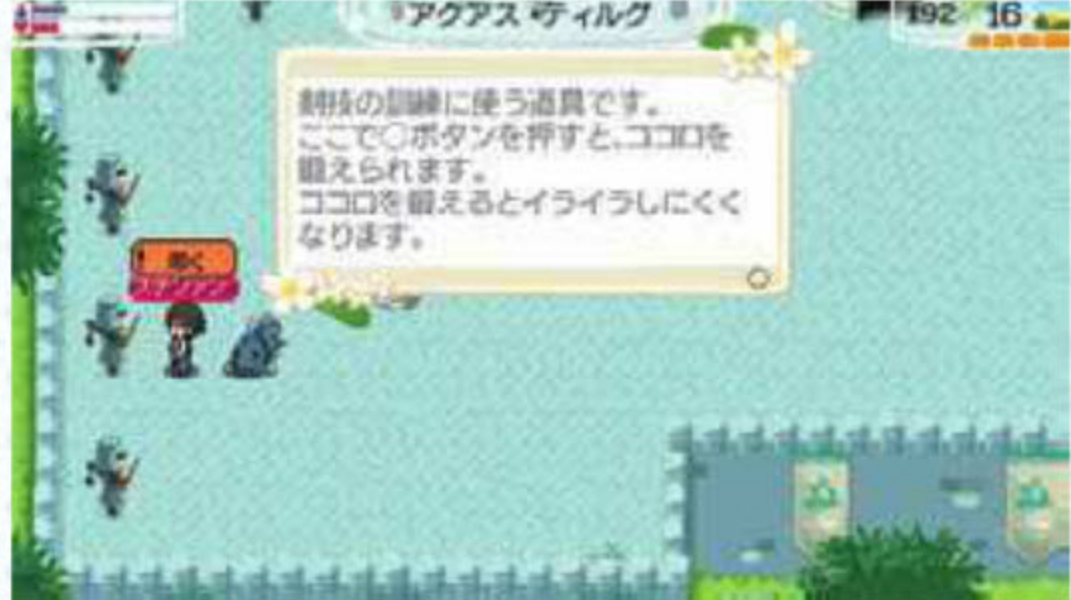 アクアス・ティルグ
192
16
剣技の訓練に使う道具です。
ここで○ボタンを押すと、ココロを
鍛えられます。
ココロを鍛えるとイライラしにくく
なります。